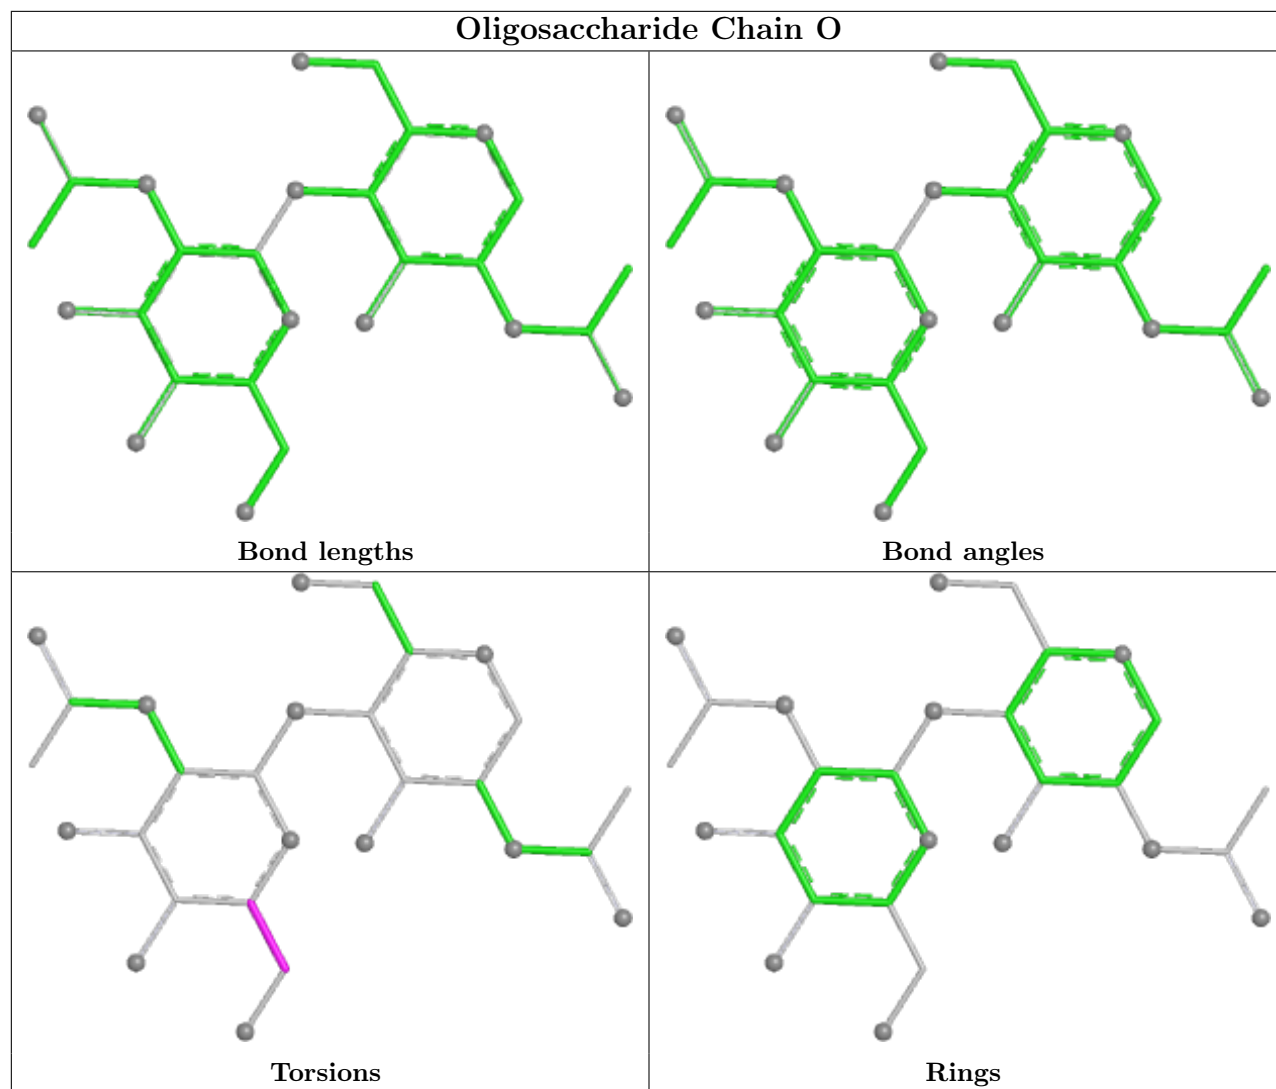 Oligosaccharide Chain O
Bond lengths
Bond angles
Torsions
Rings